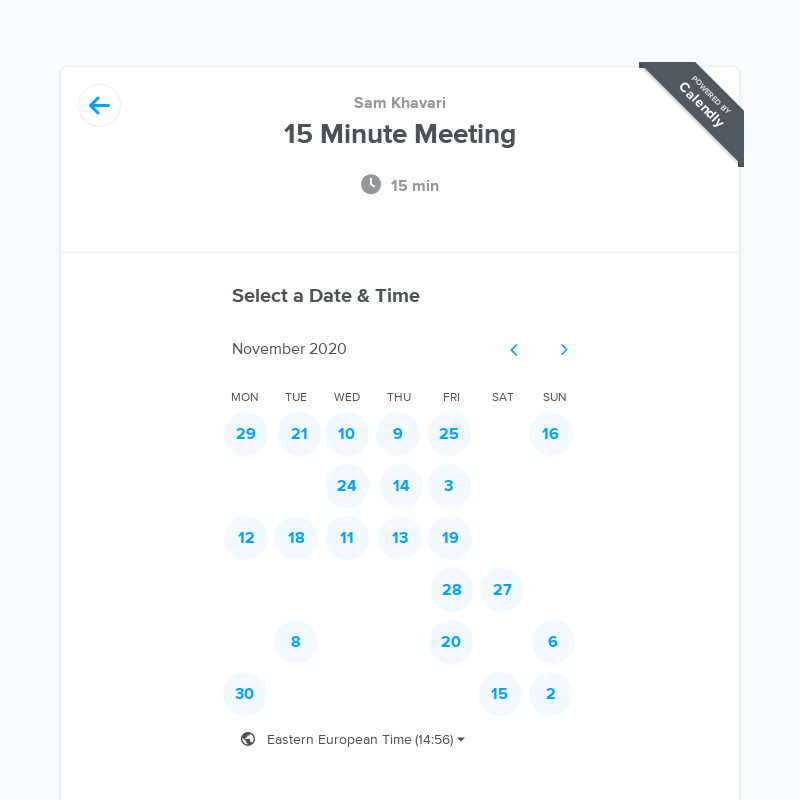 POWERED BY
Calendly
Sam Khavari
15 Minute Meeting
15 min
Select a Date & Time
November 2020
MON TUE WED THU FRI SAT SUN
29 21 10 9 25 16
24 14 3
12 18 11 13 19
28 27
8 20 6
30 15 2
Eastern European Time (14:56)